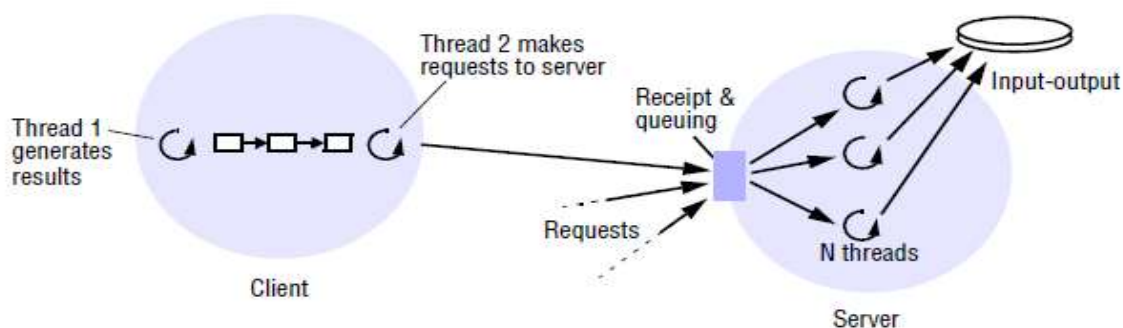 Thread 2 makes
requests to server
Input-output
Receipt &
queuing
Thread 1
generates
results
Requests
N threads
Client
Server